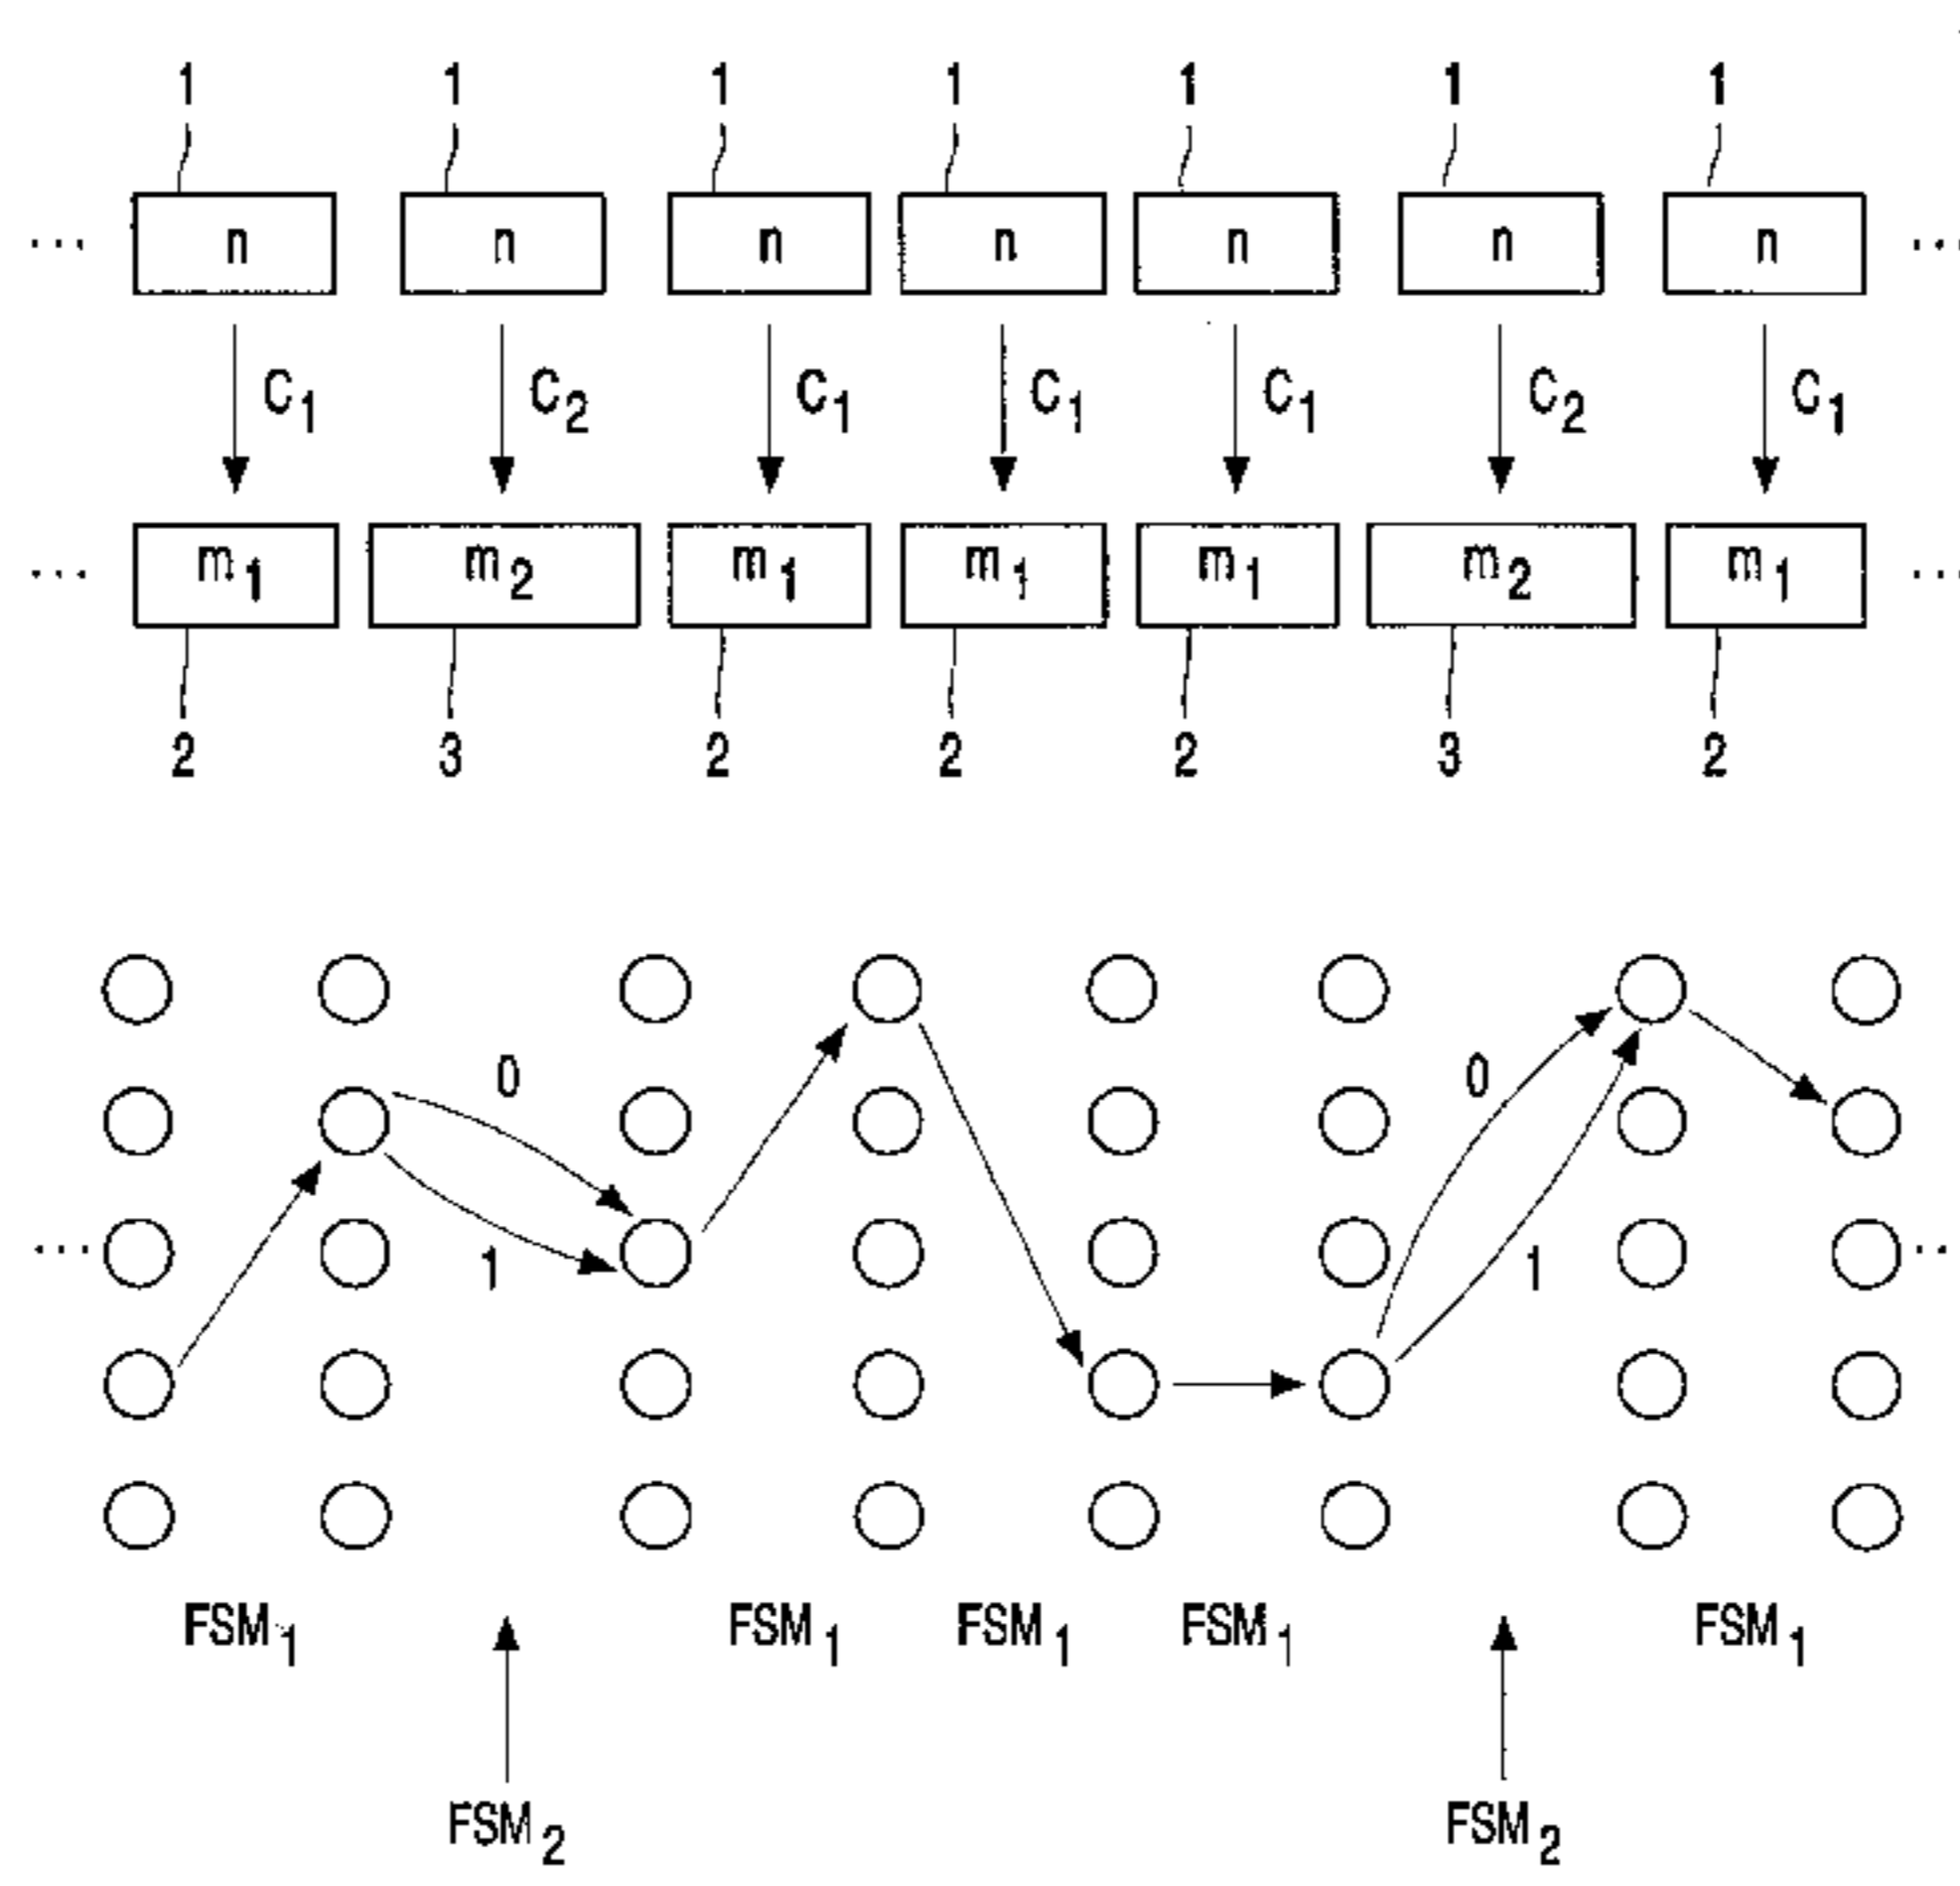 1 1 1 1 1 1 1
... n n n n n n n ...
C1 C2 C1 C1 C1 C2 C1
... m1 m2 m1 m1 m1 m2 m1 ...
2 3 2 2 2 3 2
0 0
... 1 1 ...
FSM1 FSM1 FSM1 FSM1 FSM1
FSM2 FSM2